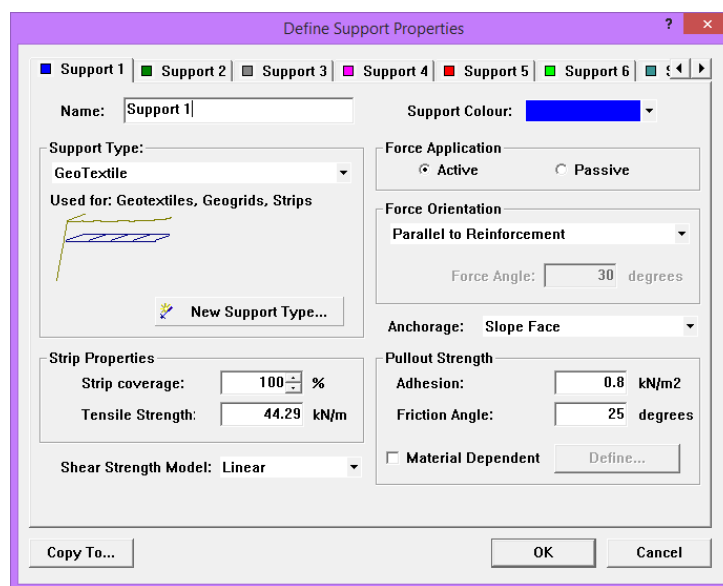 Define Support Properties ? ×
Support 1 Support 2 Support 3 Support 4 Support 5 Support 6
Name: Support 1 Support Colour:
Support Type:
GeoTextile
Used for: Geotextiles, Geogrids, Strips
New Support Type...
Force Application
Active Passive
Force Orientation
Parallel to Reinforcement
Force Angle: 30 degrees
Anchorage: Slope Face
Strip Properties
Strip coverage: 100 %
Tensile Strength: 44.29 kN/m
Shear Strength Model: Linear
Pullout Strength
Adhesion: 0.8 kN/m2
Friction Angle: 25 degrees
Material Dependent Define...
Copy To... OK Cancel